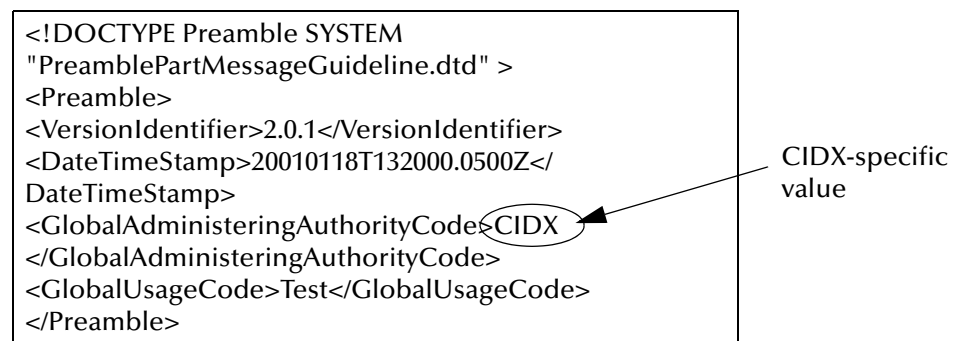 <!DOCTYPE Preamble SYSTEM
"PreamblePartMessageGuideline.dtd" >
<Preamble>
<VersionIdentifier>2.0.1</VersionIdentifier>
<DateTimeStamp>20010118T132000.0500Z</
DateTimeStamp>
<GlobalAdministeringAuthorityCode>CIDX
</GlobalAdministeringAuthorityCode>
<GlobalUsageCode>Test</GlobalUsageCode>
</Preamble>
CIDX-specific
value